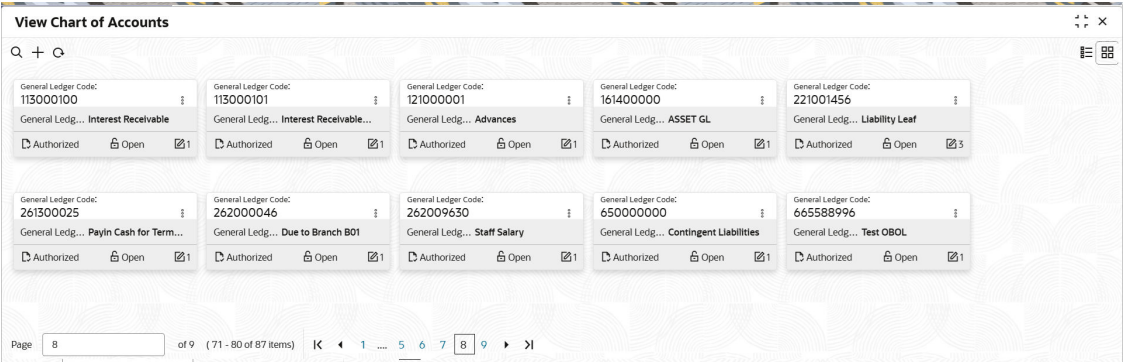 View Chart of Accounts
General Ledger Code:
113000100
General Ledg... Interest Receivable
Authorized Open 1
General Ledger Code:
113000101
General Ledg... Interest Receivable...
Authorized Open 1
General Ledger Code:
121000001
General Ledg... Advances
Authorized Open 1
General Ledger Code:
161400000
General Ledg... ASSET GL
Authorized Open 1
General Ledger Code:
221001456
General Ledg... Liability Leaf
Authorized Open 3
General Ledger Code:
261300025
General Ledg... Payin Cash for Term...
Authorized Open 1
General Ledger Code:
262000046
General Ledg... Due to Branch B01
Authorized Open 1
General Ledger Code:
262009630
General Ledg... Staff Salary
Authorized Open 1
General Ledger Code:
650000000
General Ledg... Contingent Liabilities
Authorized Open 1
General Ledger Code:
665588996
General Ledg... Test OBOL
Authorized Open 1
Page 8 of 9 (71 - 80 of 87 items) 1 .... 5 6 7 8 9